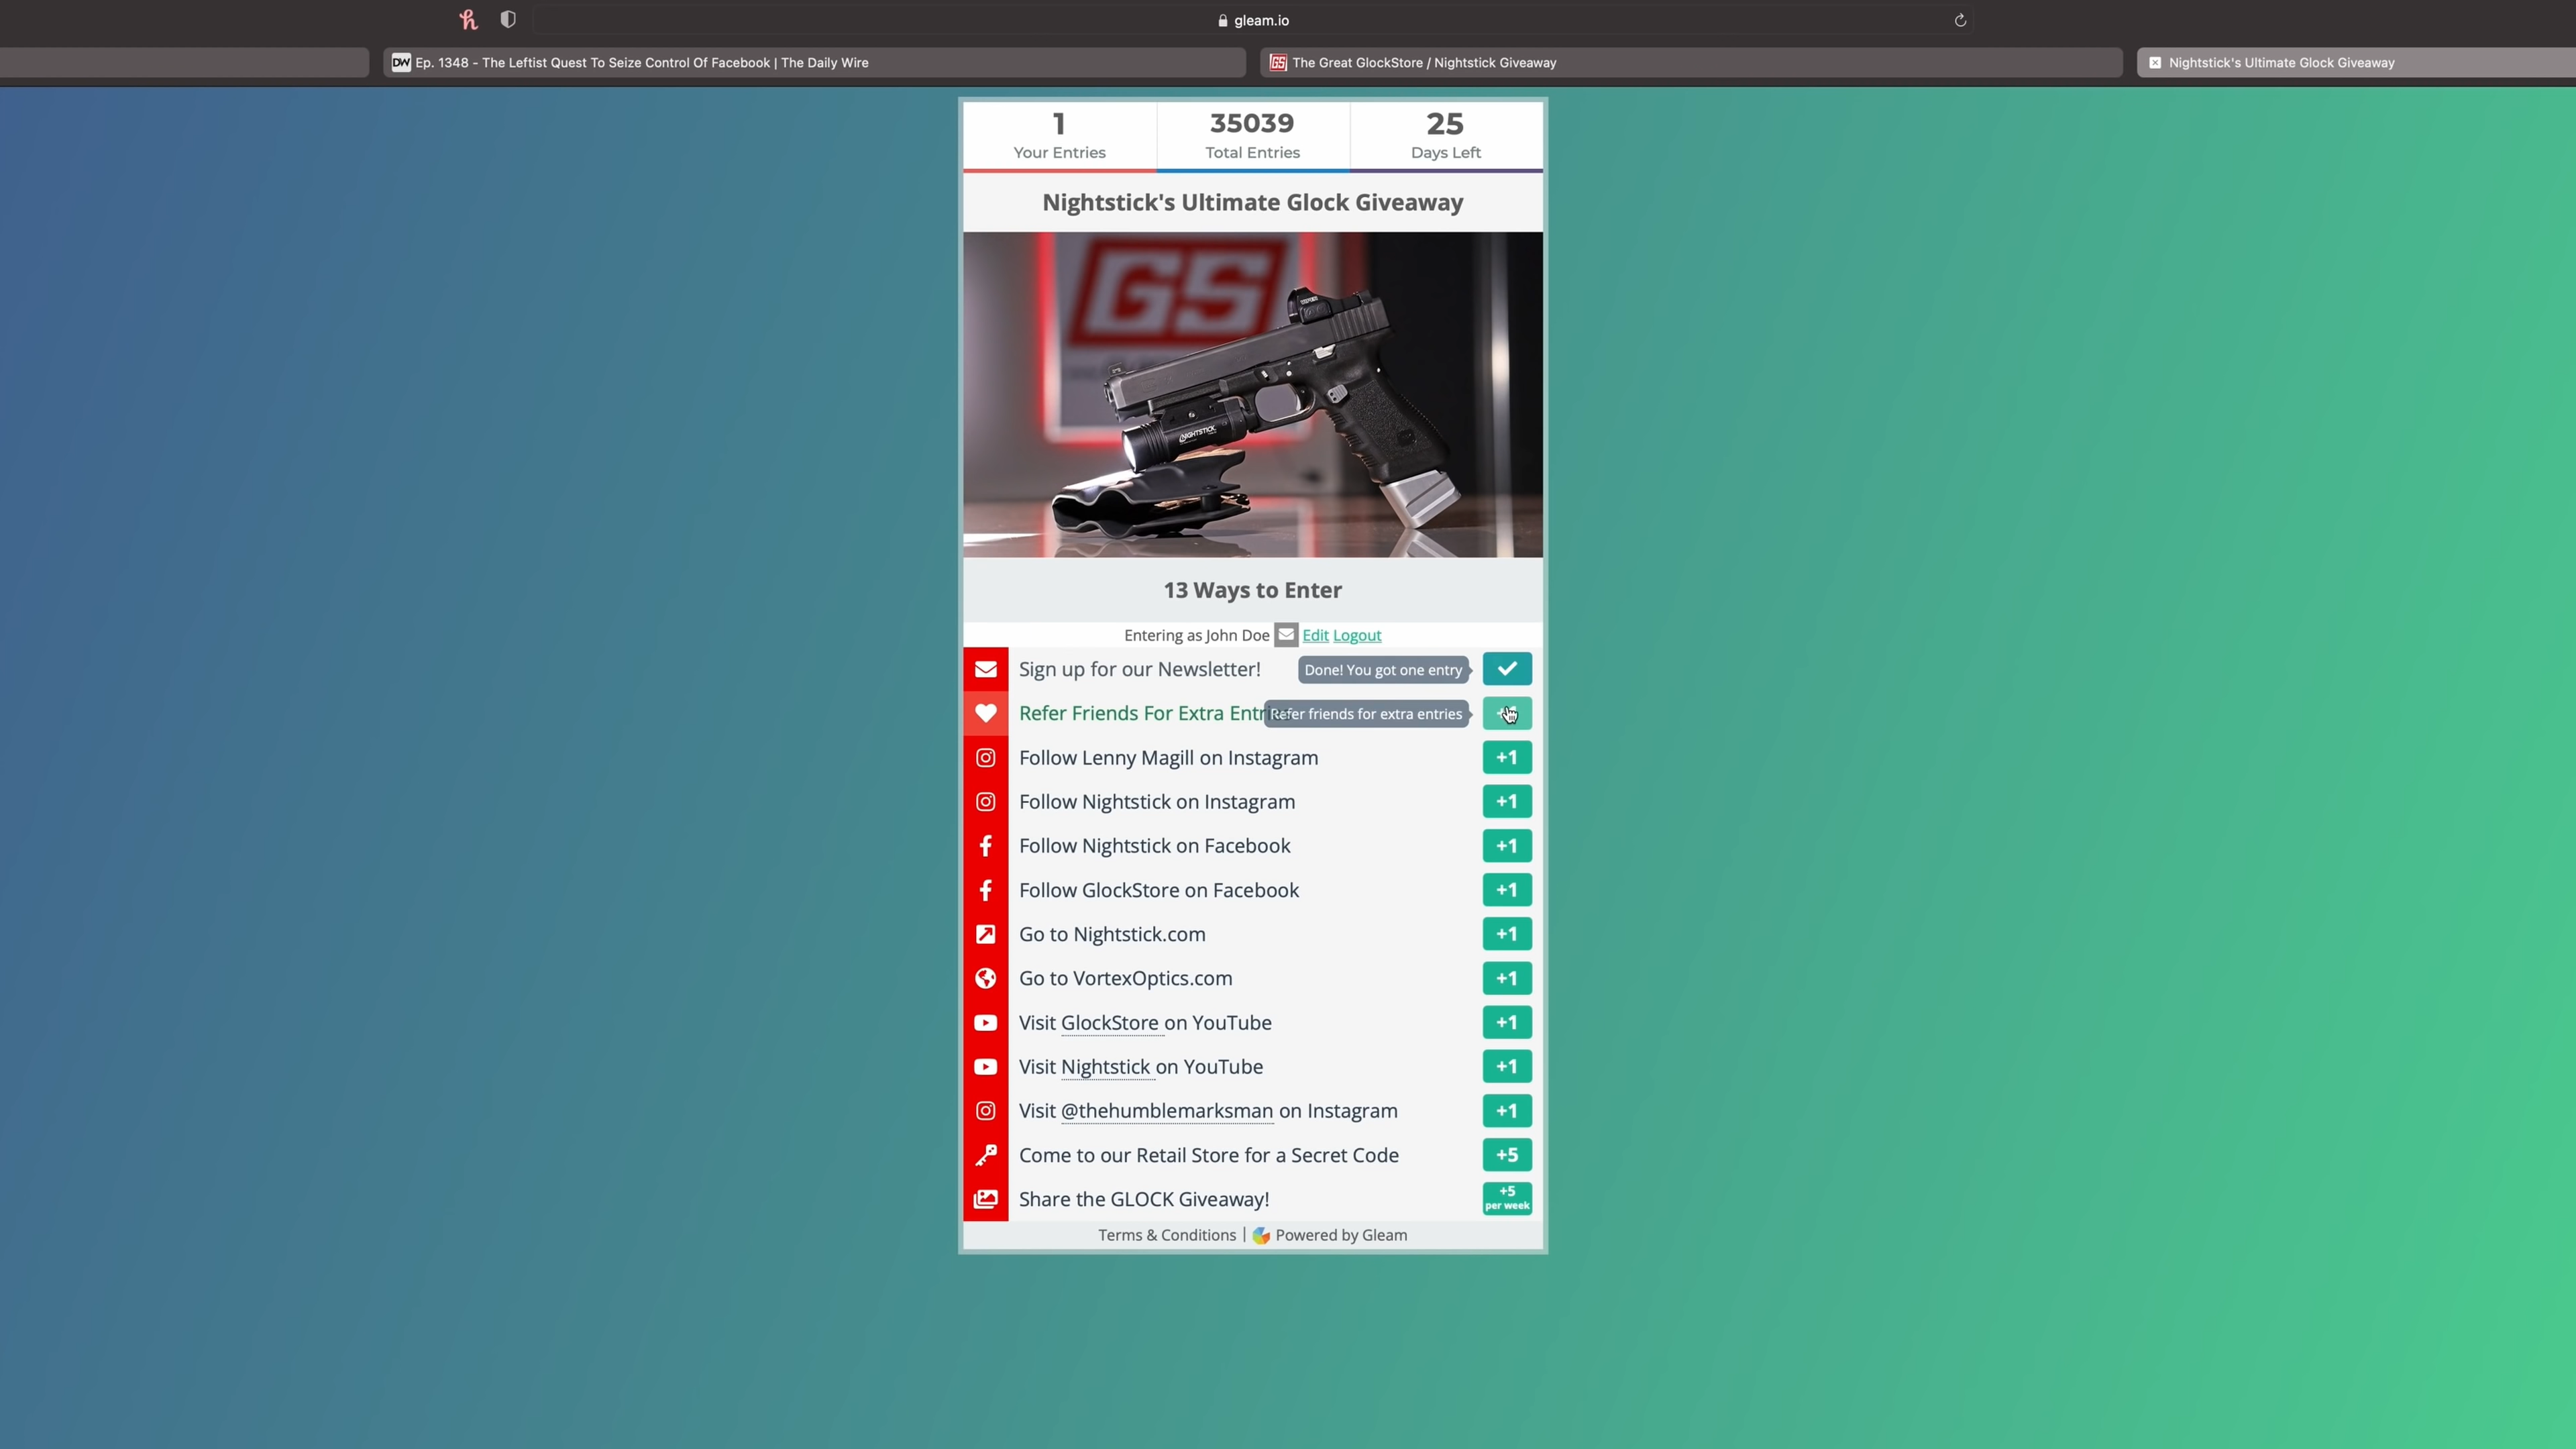 gleam.io
DW Ep. 1348 - The Leftist Quest To Seize Control Of Facebook | The Daily Wire
GS The Great GlockStore / Nightstick Giveaway
Nightstick's Ultimate Glock Giveaway
1 35039 25
Your Entries Total Entries Days Left
Nightstick's Ultimate Glock Giveaway
GS
NIGHTSTICK
13 Ways to Enter
Entering as John Doe Edit Logout
Sign up for our Newsletter! Done! You got one entry
Refer Friends For Extra Refer friends for extra entries
Follow Lenny Magill on Instagram +1
Follow Nightstick on Instagram +1
Follow Nightstick on Facebook +1
Follow GlockStore on Facebook +1
Go to Nightstick.com +1
Go to VortexOptics.com +1
Visit GlockStore on YouTube +1
Visit Nightstick on YouTube +1
Visit @thehumblemarksman on Instagram +1
Come to our Retail Store for a Secret Code +5
Share the GLOCK Giveaway! +5
per week
Terms & Conditions | Powered by Gleam